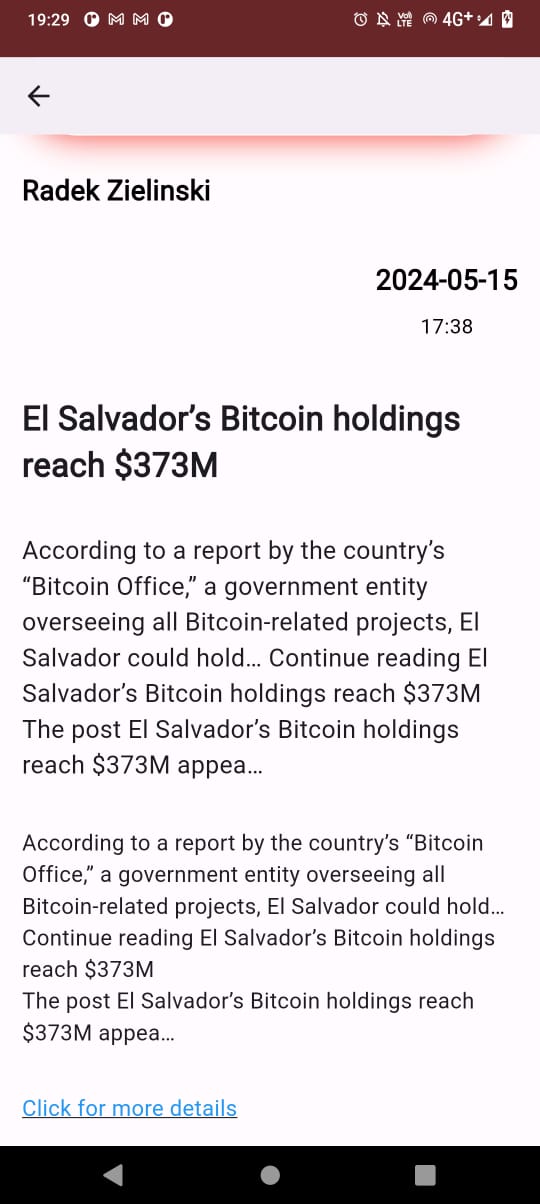 19:29
Vo) LTE 4G+
Radek Zielinski
2024-05-15
17:38
El Salvador’s Bitcoin holdings
reach $373M
According to a report by the country’s
“Bitcoin Office,” a government entity
overseeing all Bitcoin-related projects, El
Salvador could hold… Continue reading El
Salvador’s Bitcoin holdings reach $373M
The post El Salvador’s Bitcoin holdings
reach $373M appea…
According to a report by the country’s “Bitcoin
Office,” a government entity overseeing all
Bitcoin-related projects, El Salvador could hold…
Continue reading El Salvador’s Bitcoin holdings
reach $373M
The post El Salvador’s Bitcoin holdings reach
$373M appea…
Click for more details